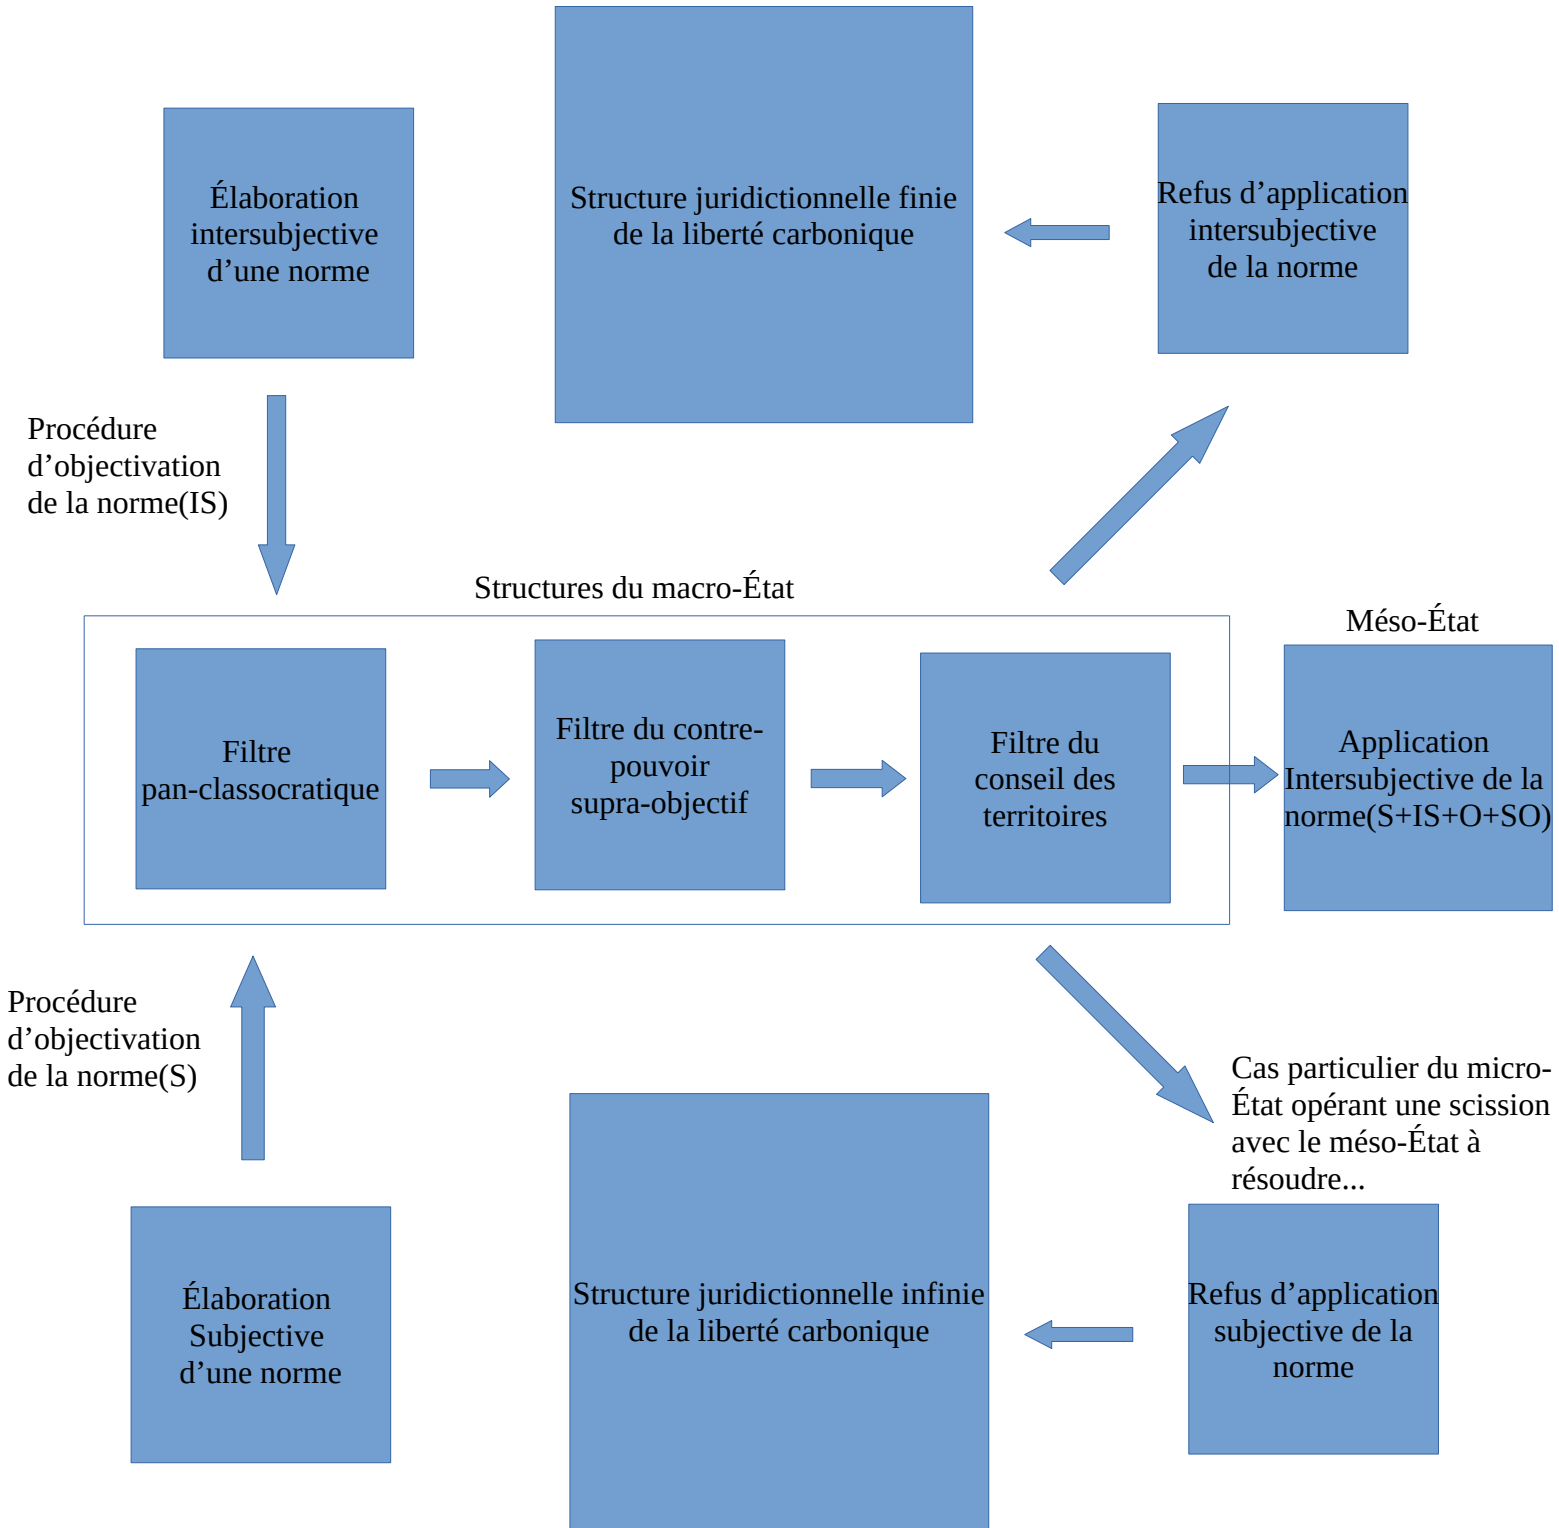 Élaboration
intersubjective
d’une norme
Structure juridictionnelle finie
de la liberté carbonique
Refus d’application
intersubjective
de la norme
Procédure
d’objectivation
de la norme(IS)
Structures du macro-État
Méso-État
Filtre
pan-classocratique
Filtre du contre-
pouvoir
supra-objectif
Filtre du
conseil des
territoires
Application
Intersubjective de la
norme(S+IS+O+SO)
Procédure
d’objectivation
de la norme(S)
Cas particulier du micro-
État opérant une scission
avec le méso-État à
résoudre...
Élaboration
Subjective
d’une norme
Structure juridictionnelle infinie
de la liberté carbonique
Refus d’application
subjective de la
norme